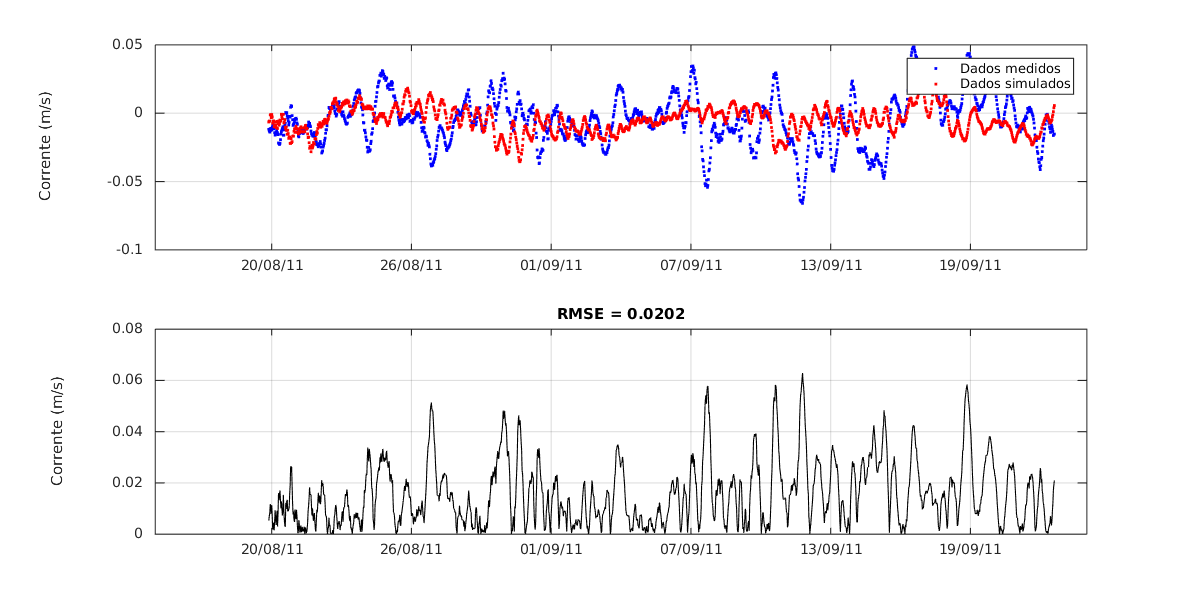 0.05
0
-0.05
-0.1
Corrente (m/s)
Dados medidos
Dados simulados
20/08/11 26/08/11 01/09/11 07/09/11 13/09/11 19/09/11
RMSE = 0.0202
0.08
0.06
0.04
0.02
0
Corrente (m/s)
20/08/11 26/08/11 01/09/11 07/09/11 13/09/11 19/09/11